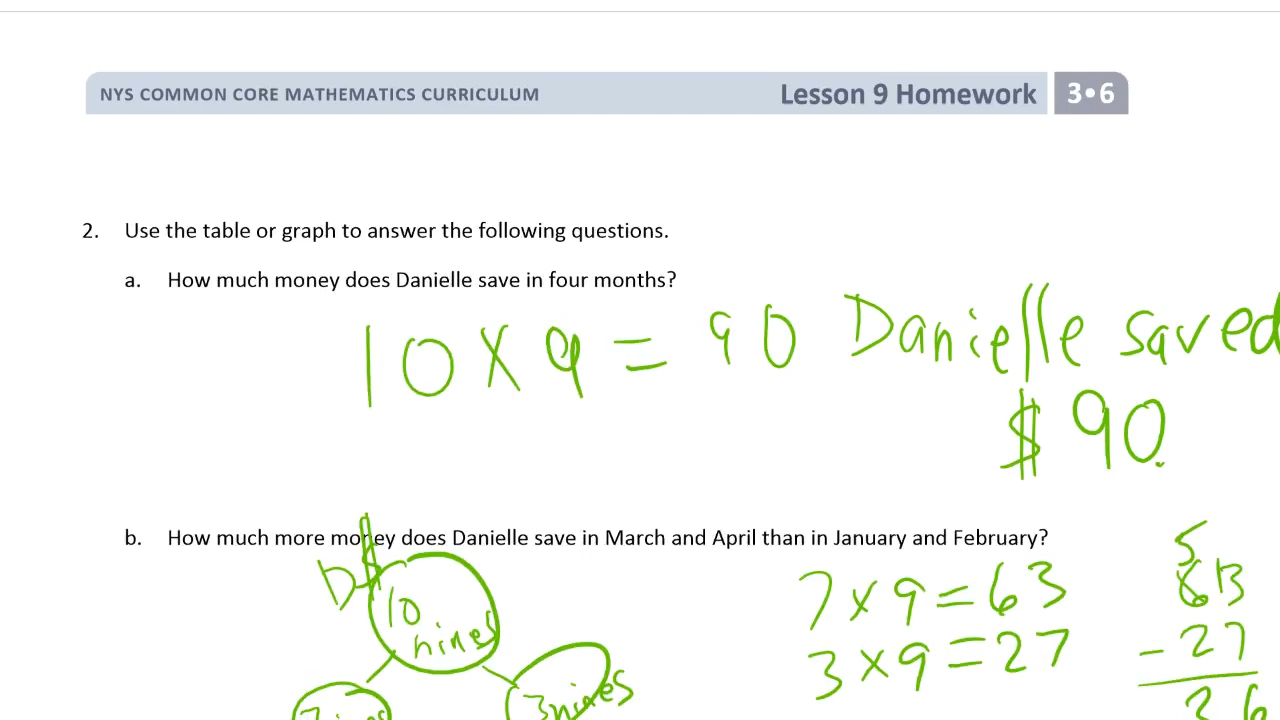 NYS COMMON CORE MATHEMATICS CURRICULUM Lesson 9 Homework 3•6
2. Use the table or graph to answer the following questions.
a. How much money does Danielle save in four months?
10 × 9 = 90 Danielle saved
$90.
b. How much more money does Danielle save in March and April than in January and February?
D$
10
nines
3 nines
7 × 9 = 63
3 × 9 = 27
5
6 13
- 27
36